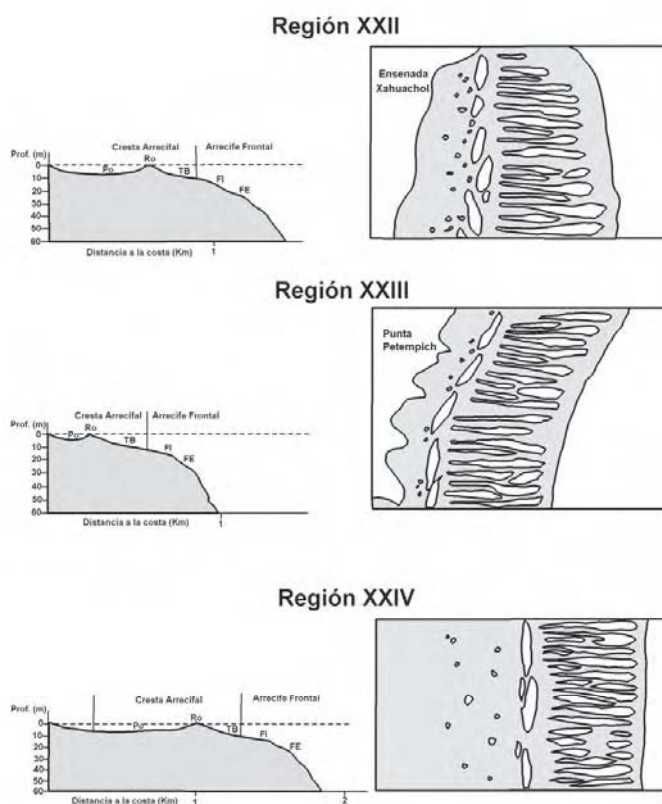 Región XXII
Ensenada
Xahuachol
Cresta Arrecifal
Arrecife Frontal
Prof. (m)
Ro
0
Po
TB
FI
10
FE
20
30
40
50
60
Distancia a la costa (Km)
1
Región XXIII
Punta
Petempich
Cresta Arrecifal
Arrecife Frontal
Prof. (m)
Ro
0
Po
TB
FI
10
FE
20
30
40
50
60
Distancia a la costa (Km)
1
Región XXIV
Cresta Arrecifal
Arrecife Frontal
Prof. (m)
Ro
0
Po
TB
FI
10
FE
20
30
40
50
60
1
2
Distancia a la costa (Km)